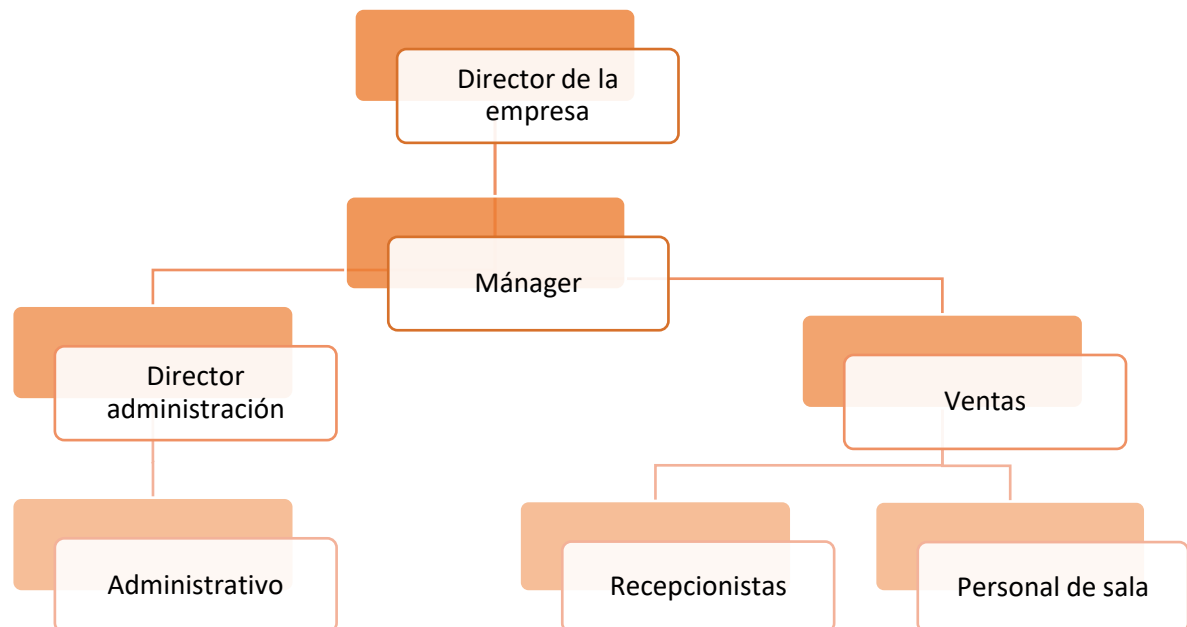 Director de la
empresa
Mánager
Director
administración
Ventas
Administrativo
Recepcionistas
Personal de sala